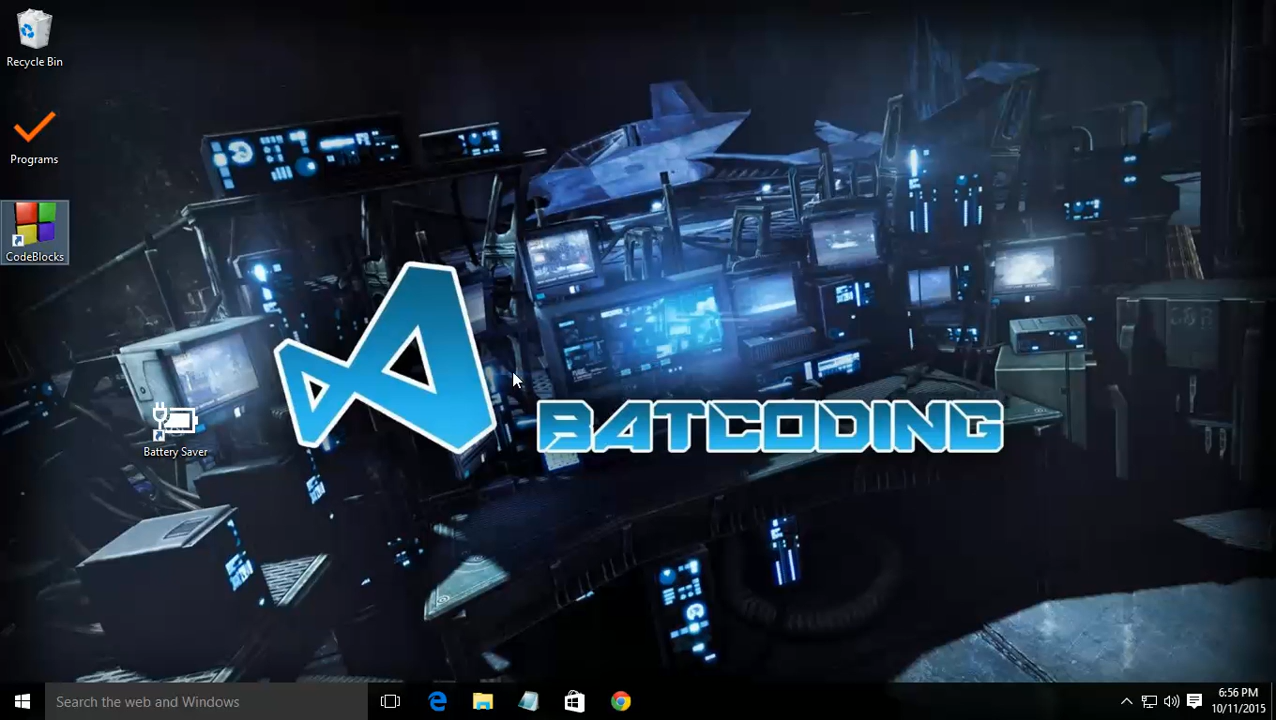 Recycle Bin
Programs
CodeBlocks
Battery Saver
BATCODING
Search the web and Windows
6:56 PM
10/11/2015